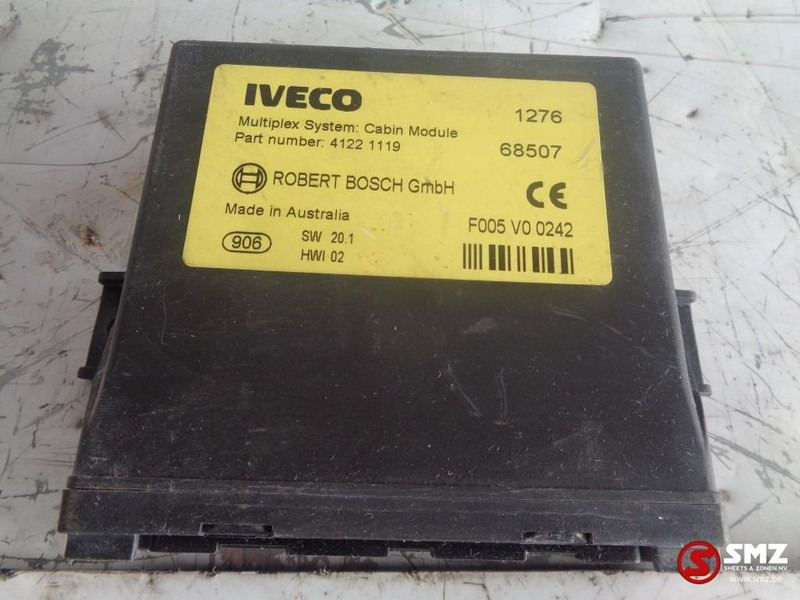 IVECO
1276
Multiplex System: Cabin Module
Part number: 4122 1119
68507
ROBERT BOSCH GmbH
CE
Made in Australia
F005 V0 0242
906
SW 20.1
HWI 02
SMZ
SMEETS & ZONEN NV
www.smz.be